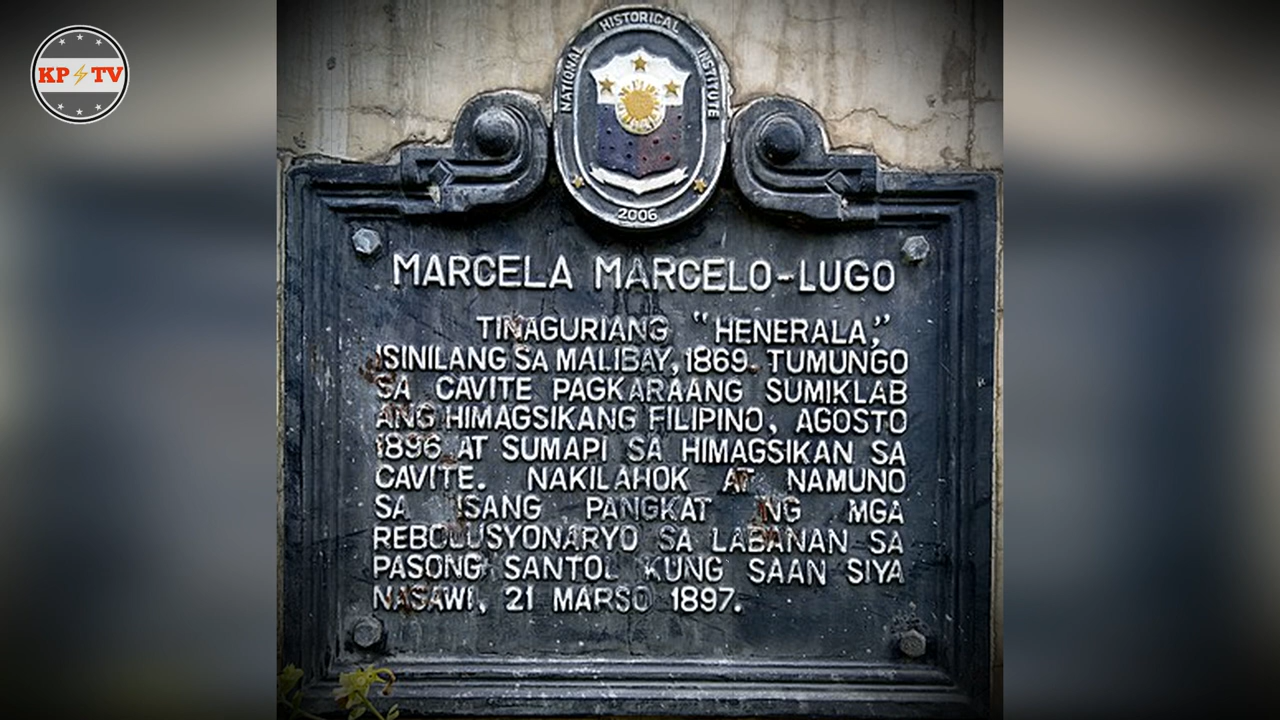 KP TV
NATIONAL HISTORICAL INSTITUTE
2006
MARCELA MARCELO-LUGO
TINAGURIANG "HENERALA,"
ISINILANG SA MALIBAY, 1869. TUMUNGO
SA CAVITE PAGKARAANG SUMIKLAB
ANG HIMAGSIKANG FILIPINO, AGOSTO
1896 AT SUMAPI SA HIMAGSIKAN SA
CAVITE. NAKILAHOK AT NAMUNO
SA ISANG PANGKAT NG MGA
REBOLUSYONARYO SA LABANAN SA
PASONG SANTOL KUNG SAAN SIYA
NASAWI, 21 MARSO 1897.